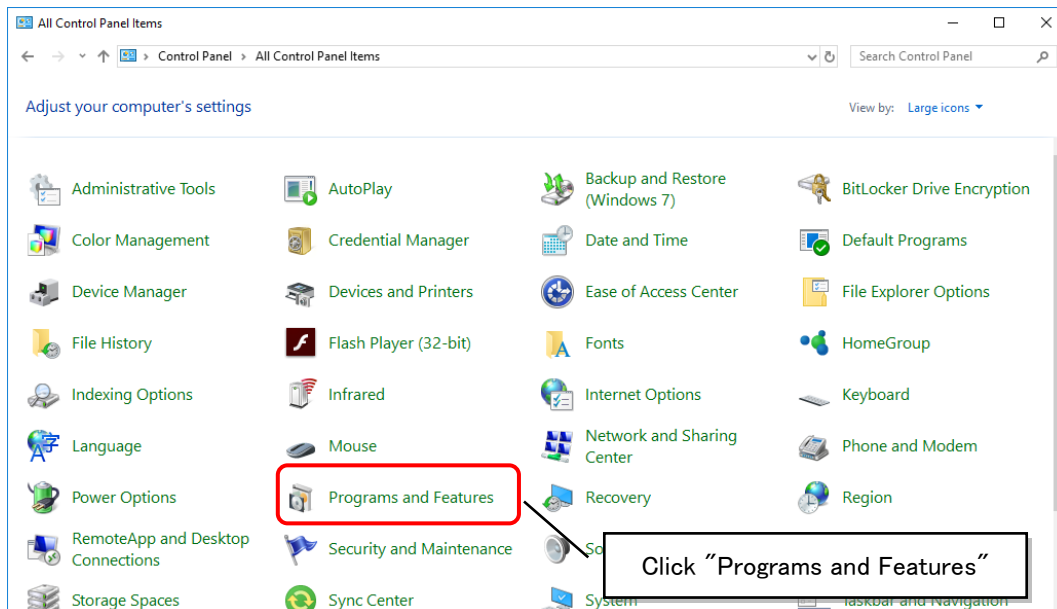 All Control Panel Items
Control Panel > All Control Panel Items
Search Control Panel
Adjust your computer's settings
View by: Large icons
Administrative Tools
AutoPlay
Backup and Restore
(Windows 7)
BitLocker Drive Encryption
Color Management
Credential Manager
Date and Time
Default Programs
Device Manager
Devices and Printers
Ease of Access Center
File Explorer Options
File History
Flash Player (32-bit)
Fonts
HomeGroup
Indexing Options
Infrared
Internet Options
Keyboard
Language
Mouse
Network and Sharing
Center
Phone and Modem
Power Options
Programs and Features
Recovery
Region
RemoteApp and Desktop
Connections
Security and Maintenance
Click "Programs and Features"
Storage Spaces
Sync Center
System
Taskbar and Navigation